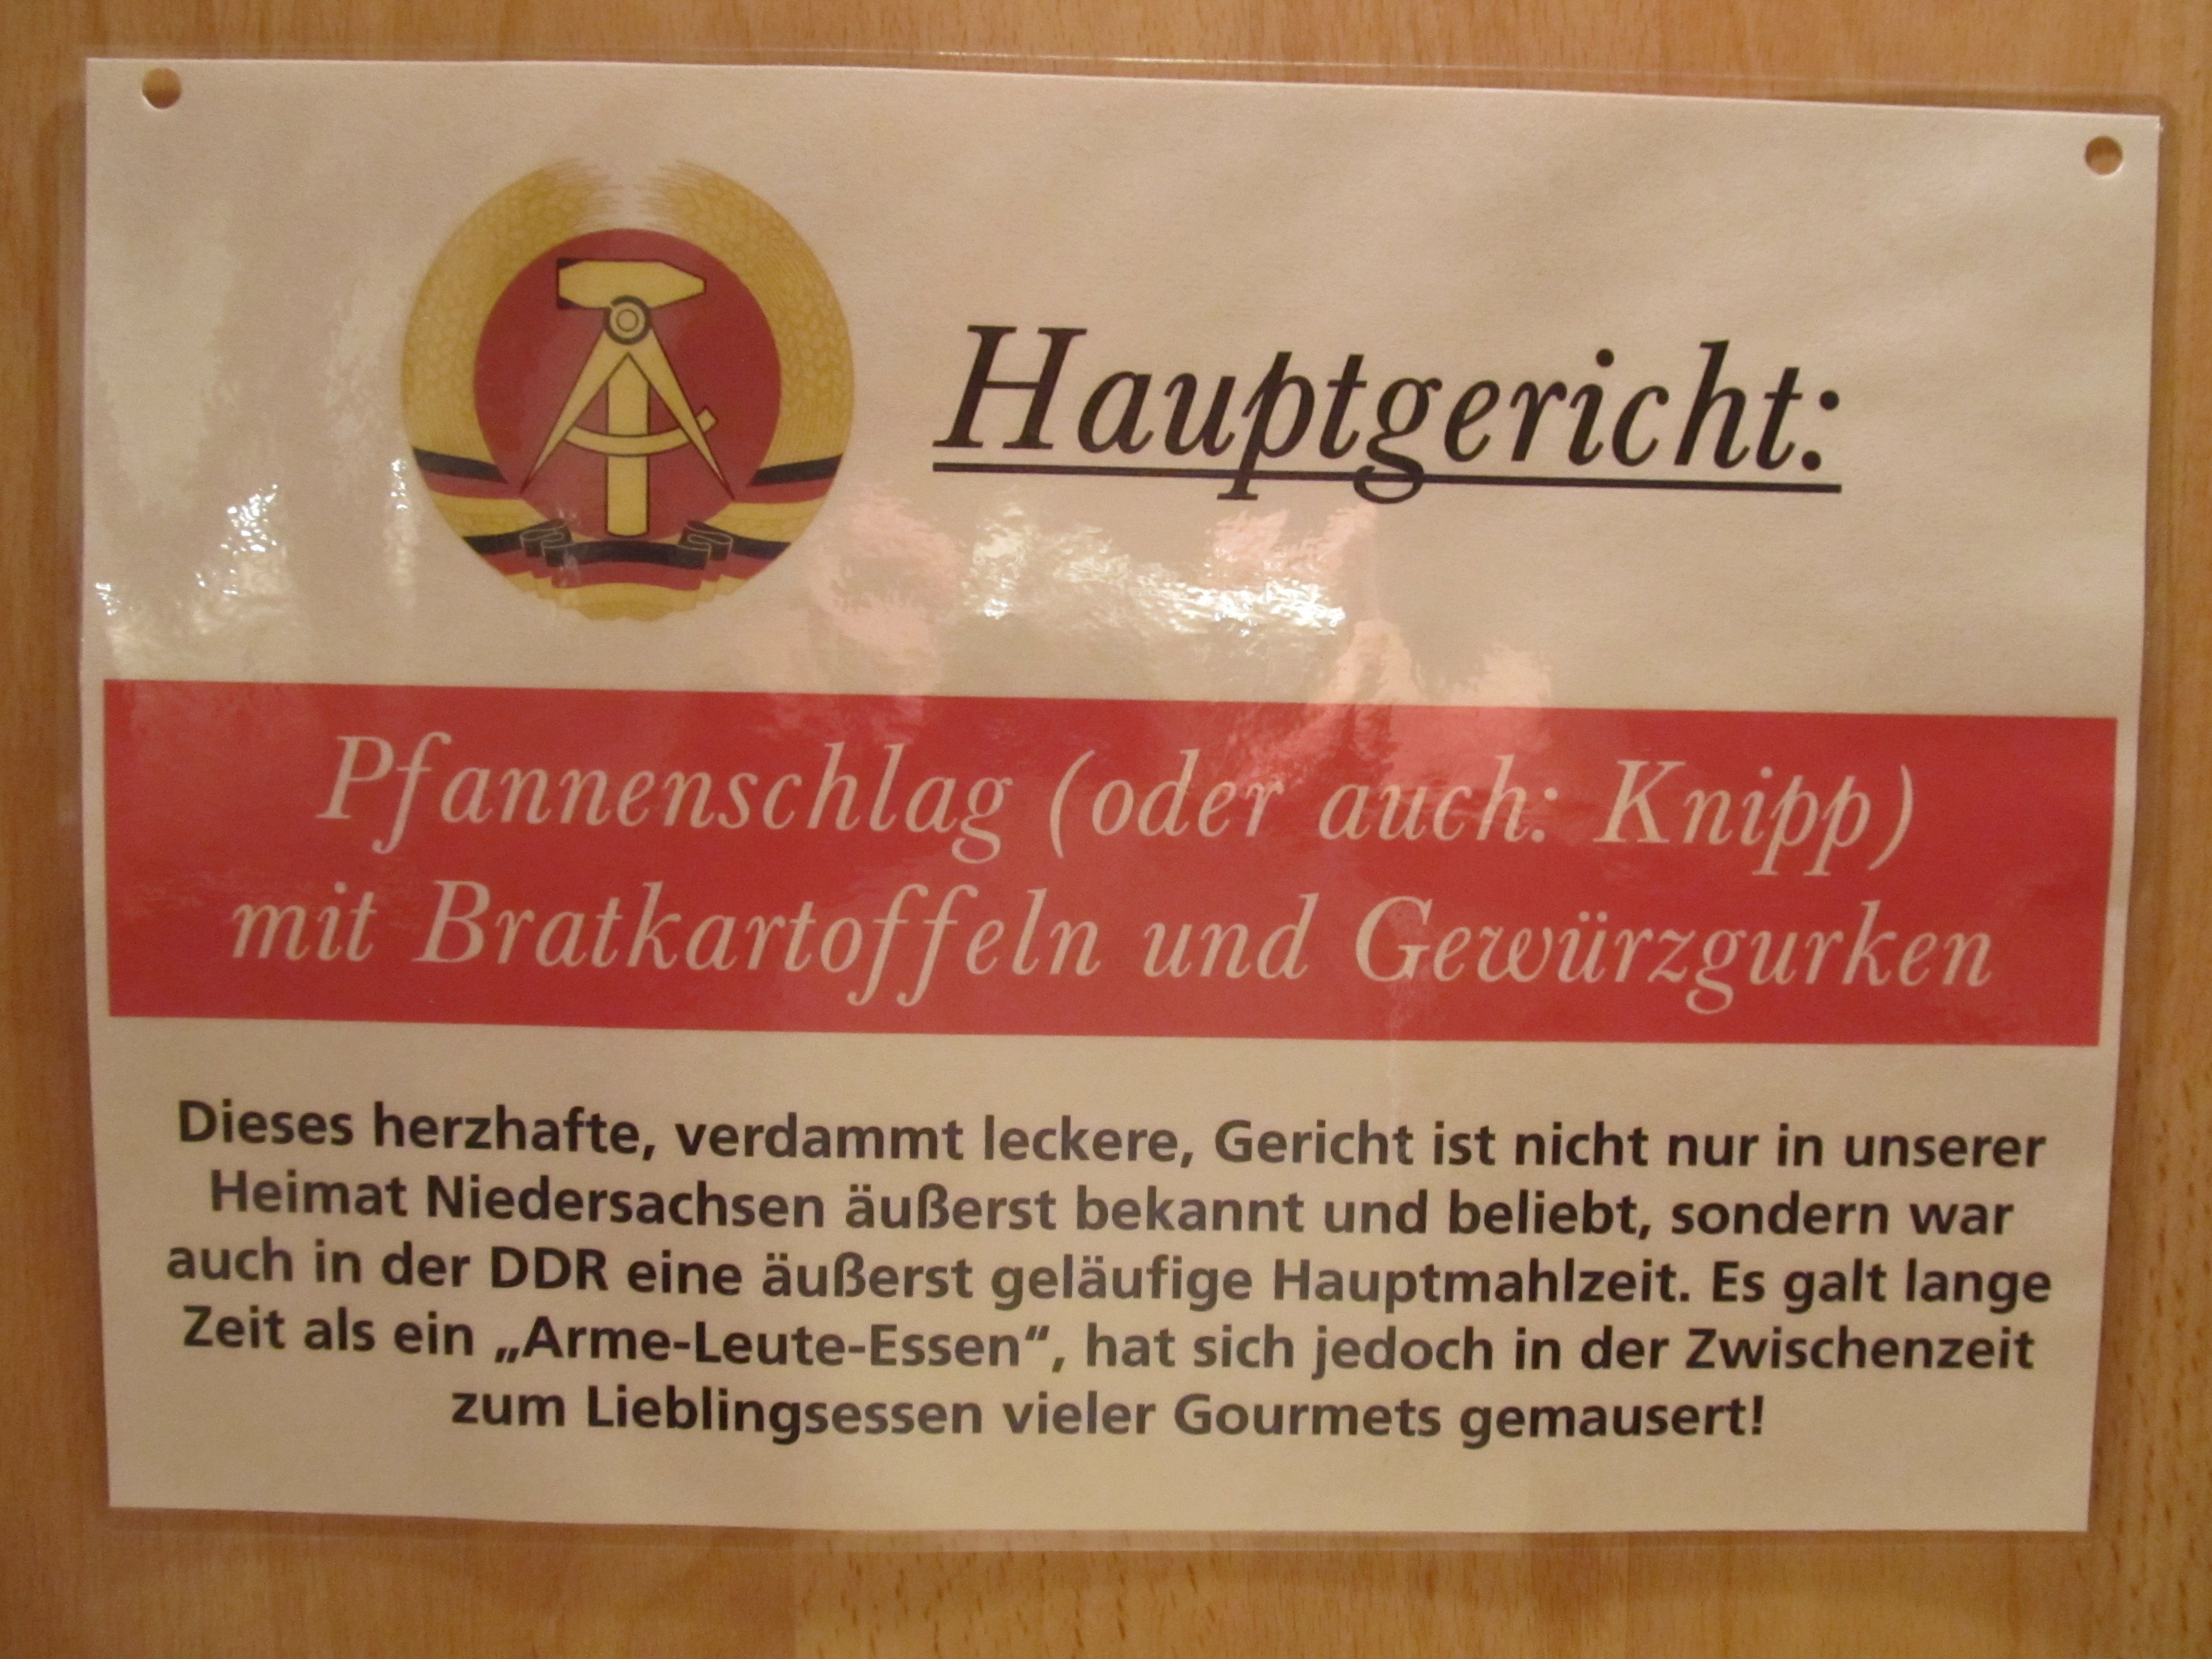 Hauptgericht:
Pfannenschlag (oder auch: Knipp)
mit Bratkartoffeln und Gewürzgurken
Dieses herzhafte, verdammt leckere, Gericht ist nicht nur in unserer
Heimat Niedersachsen äußerst bekannt und beliebt, sondern war
auch in der DDR eine äußerst geläufige Hauptmahlzeit. Es galt lange
Zeit als ein „Arme-Leute-Essen“, hat sich jedoch in der Zwischenzeit
zum Lieblingsessen vieler Gourmets gemausert!